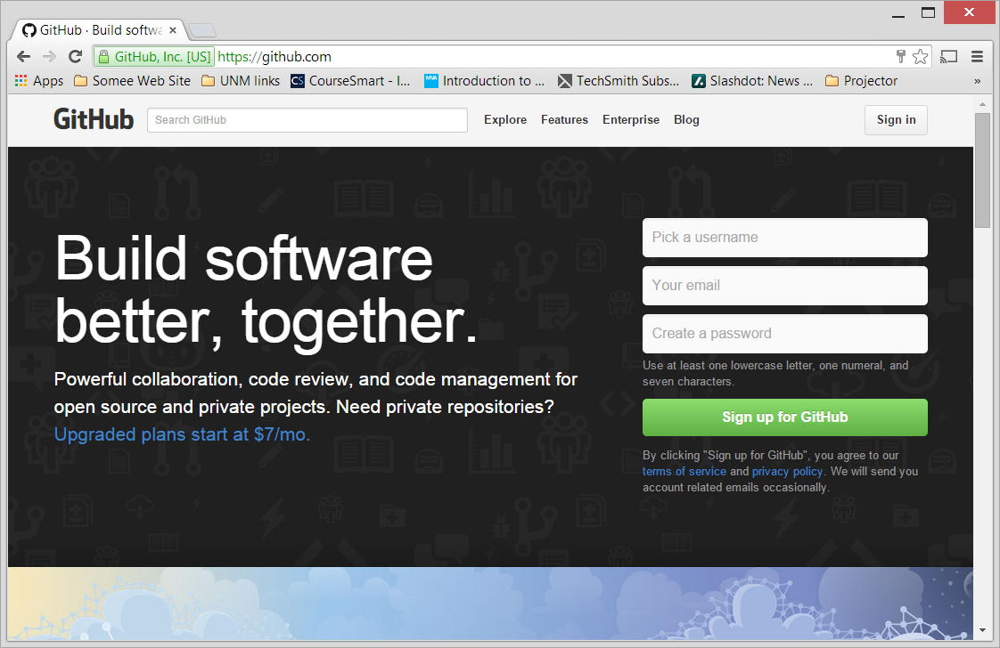 GitHub · Build softwa
GitHub, Inc. [US] https://github.com
Apps Somee Web Site UNM links CS CourseSmart - I... MVA Introduction to ... TechSmith Subs... Slashdot: News ... Projector »
GitHub Search GitHub Explore Features Enterprise Blog Sign in
Build software
better, together.
Powerful collaboration, code review, and code management for
open source and private projects. Need private repositories?
Upgraded plans start at $7/mo.
Pick a username
Your email
Create a password
Use at least one lowercase letter, one numeral, and
seven characters.
Sign up for GitHub
By clicking "Sign up for GitHub", you agree to our
terms of service and privacy policy. We will send you
account related emails occasionally.